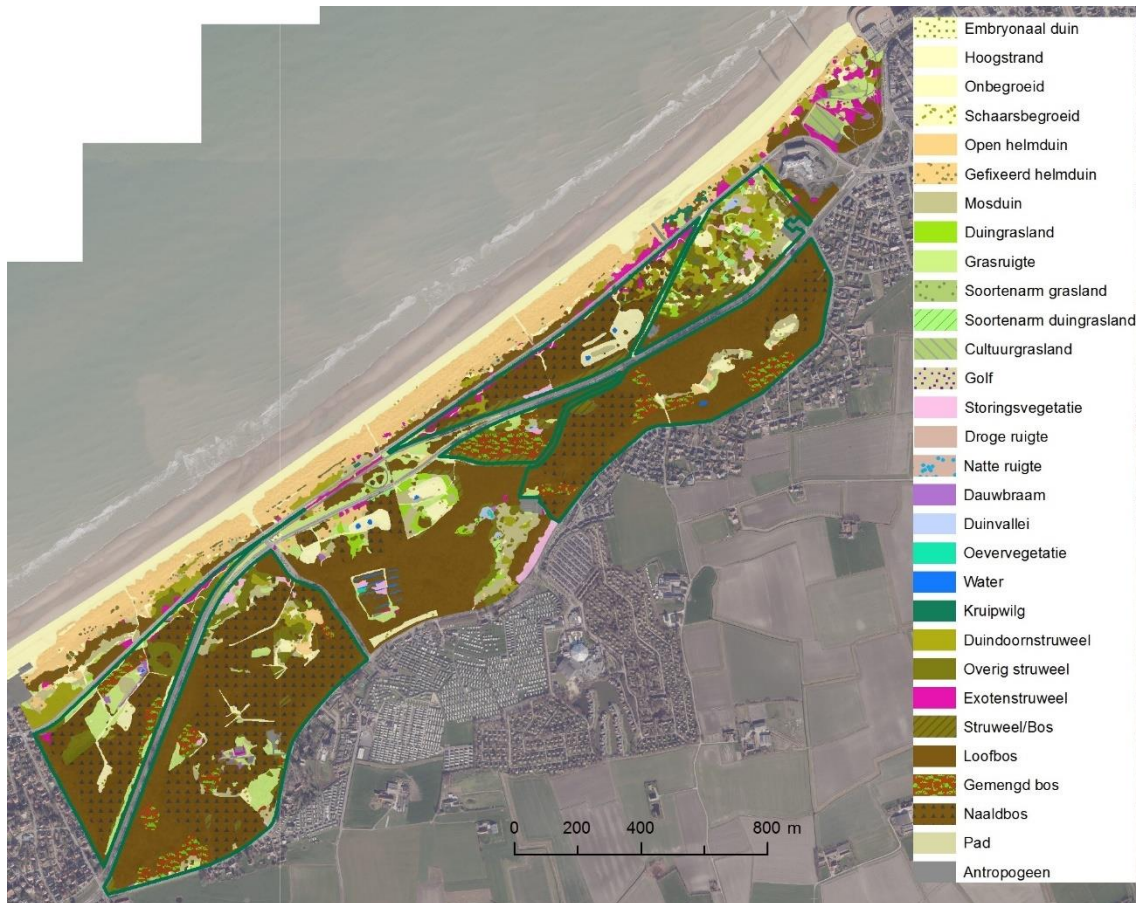 Embryonaal duin
Hoogstrand
Onbegroeid
Schaarsbegroeid
Open helmduin
Gefixeerd helmduin
Mosduin
Duingrasland
Grasruigte
Soortenarm grasland
Soortenarm duingrasland
Cultuurgrasland
Golf
Storingsvegetatie
Droge ruigte
Natte ruigte
Dauwbraam
Duinvallei
Oevervegetatie
Water
Kruipwilg
Duindoornstruweel
Overig struweel
Exotenstruweel
Struweel/Bos
Loofbos
Gemengd bos
Naaldbos
Pad
Antropogeen
0 200 400 800 m